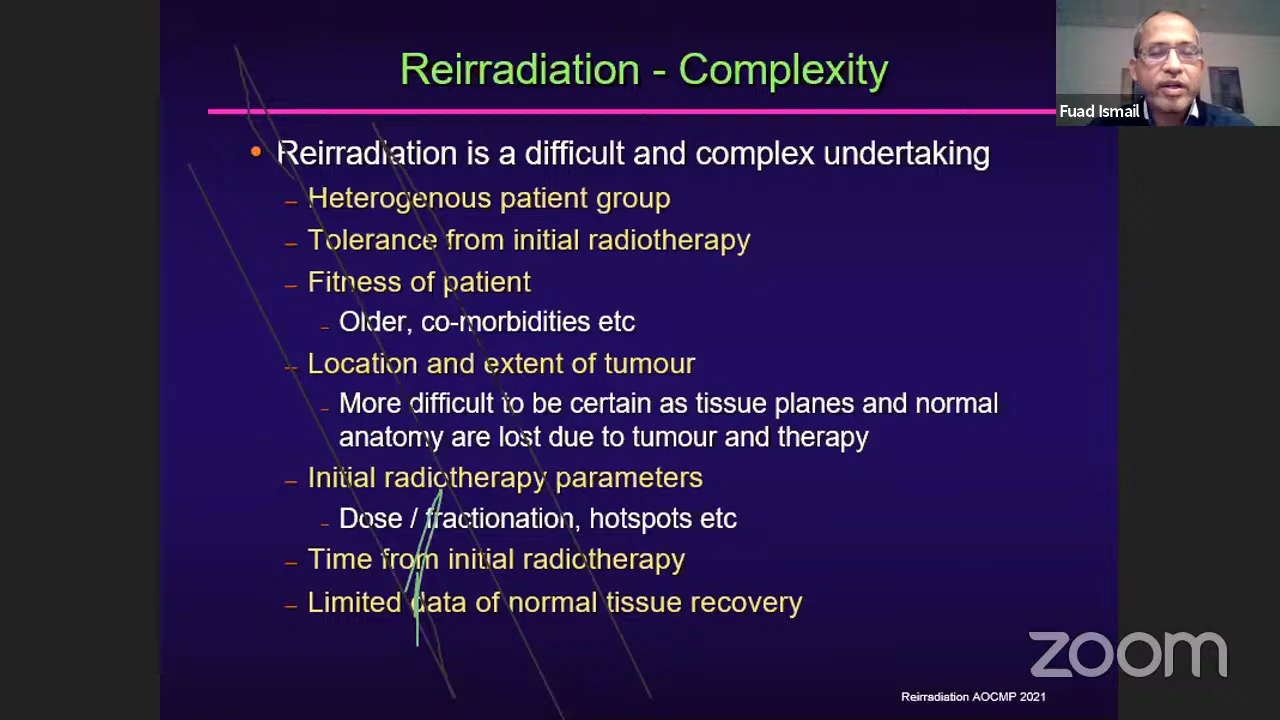 Reirradiation - Complexity
Fuad Ismail
• Reirradiation is a difficult and complex undertaking
– Heterogenous patient group
– Tolerance from initial radiotherapy
– Fitness of patient
– Older, co-morbidities etc
– Location and extent of tumour
– More difficult to be certain as tissue planes and normal
anatomy are lost due to tumour and therapy
– Initial radiotherapy parameters
– Dose / fractionation, hotspots etc
– Time from initial radiotherapy
– Limited data of normal tissue recovery
zoom
Reirradiation AOCMP 2021